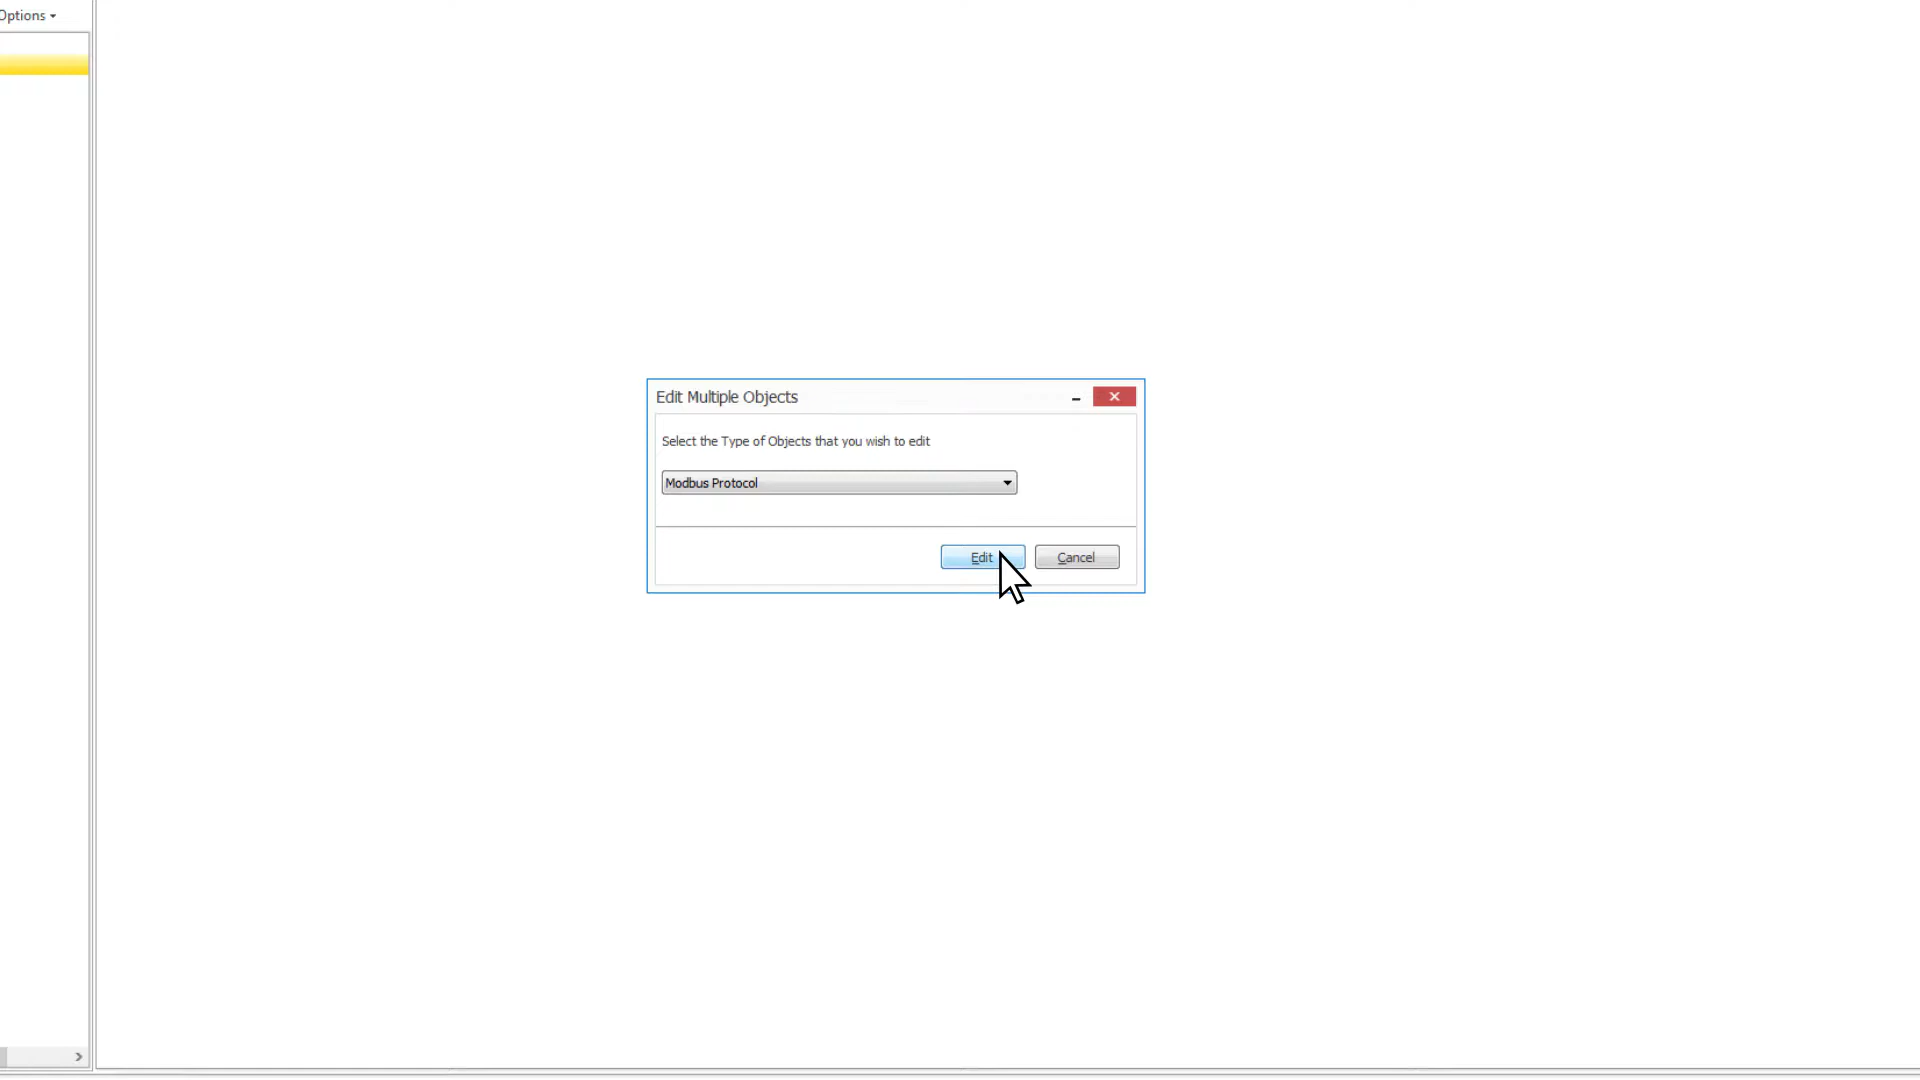 Options
Edit Multiple Objects
Select the Type of Objects that you wish to edit
Modbus Protocol
Edit
Cancel